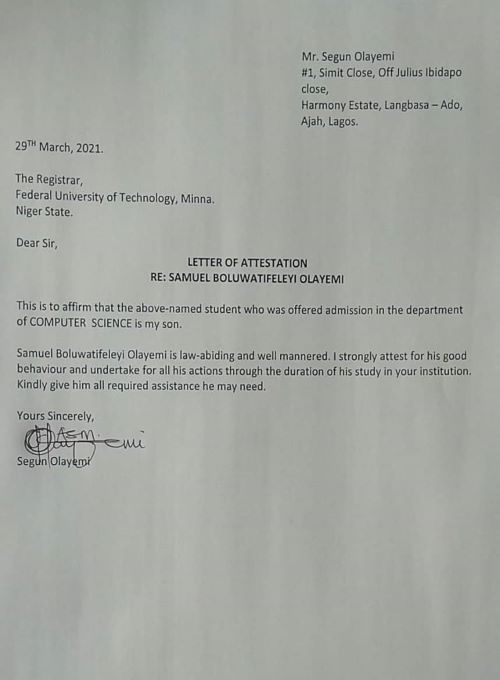 Mr. Segun Olayemi
#1, Simit Close, Off Julius Ibidapo
close,
Harmony Estate, Langbasa – Ado,
Ajah, Lagos.
29TH March, 2021.
The Registrar,
Federal University of Technology, Minna.
Niger State.
Dear Sir,
LETTER OF ATTESTATION
RE: SAMUEL BOLUWATIFELEYI OLAYEMI
This is to affirm that the above-named student who was offered admission in the department
of COMPUTER SCIENCE is my son.
Samuel Boluwatifeleyi Olayemi is law-abiding and well mannered. I strongly attest for his good
behaviour and undertake for all his actions through the duration of his study in your institution.
Kindly give him all required assistance he may need.
Yours Sincerely,
Segun Olayemi